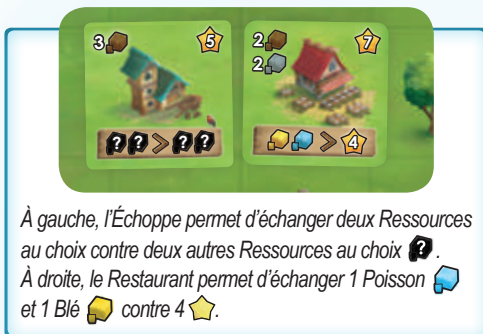 3 5 2 7
2
? ? > ? ? > 4
À gauche, l’Échoppe permet d’échanger deux Ressources
au choix contre deux autres Ressources au choix ?.
À droite, le Restaurant permet d’échanger 1 Poisson
et 1 Blé contre 4.